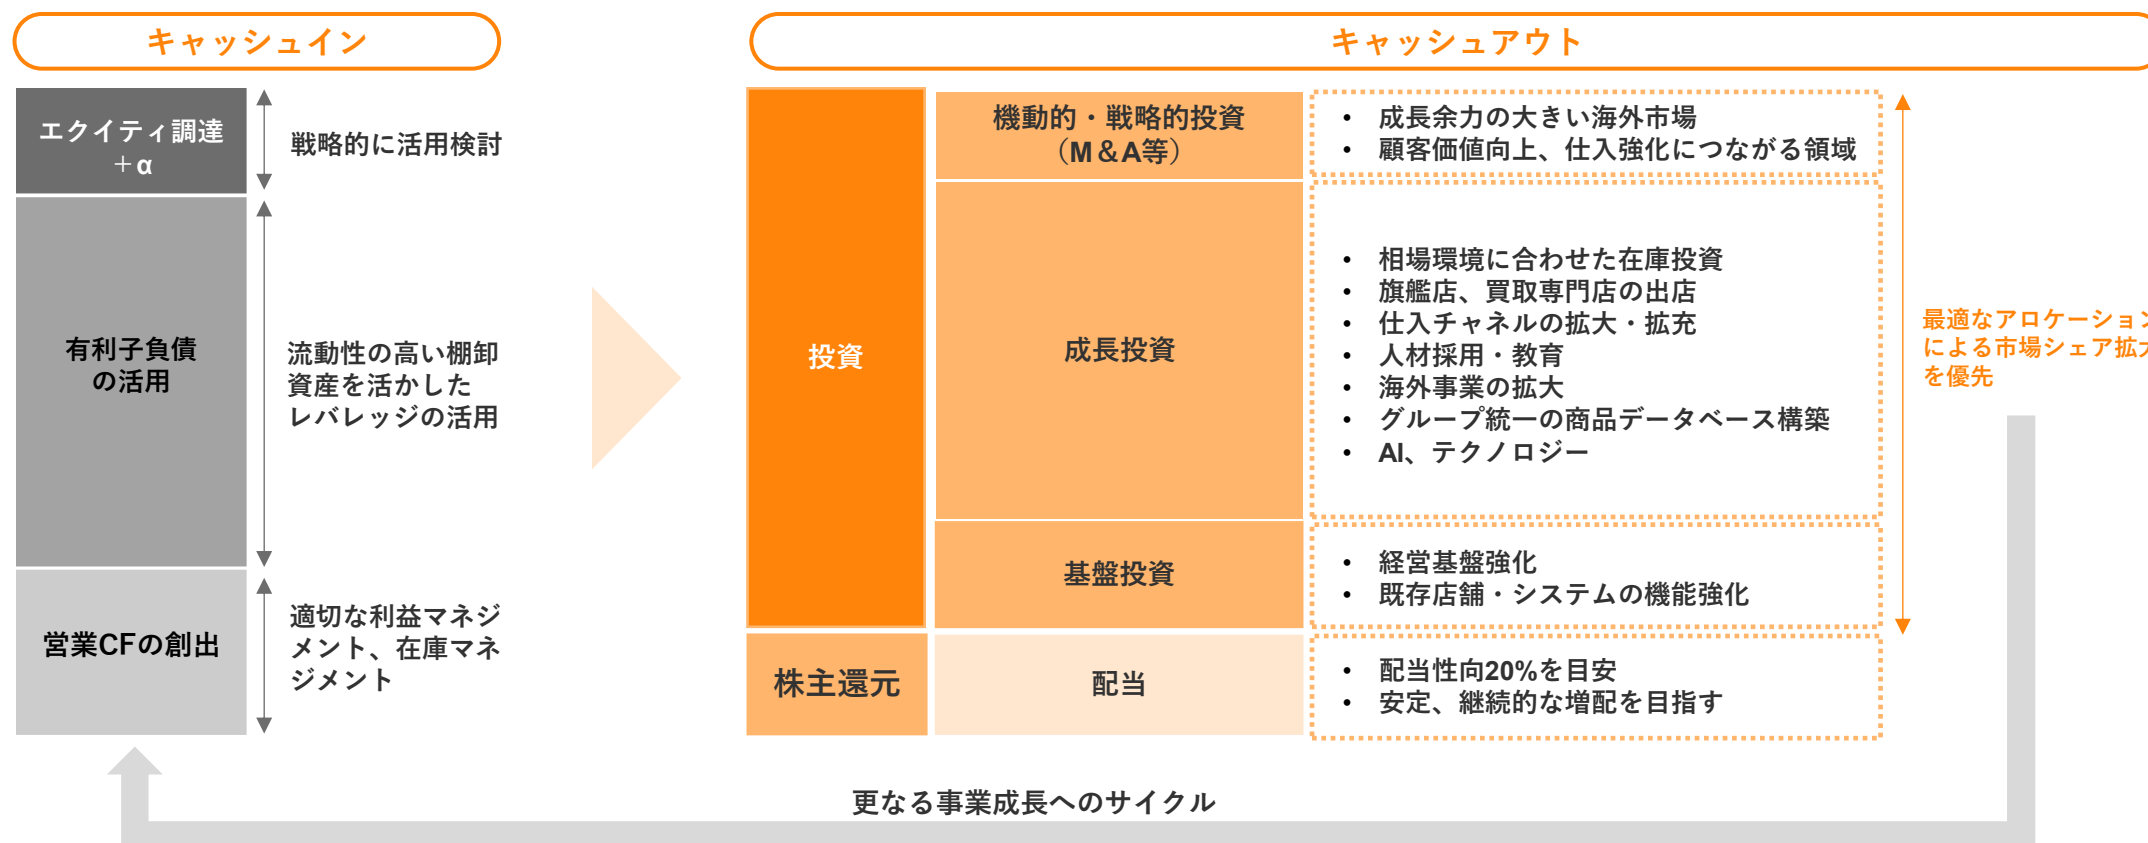 キャッシュイン
キャッシュアウト
エクイティ調達
＋α
戦略的に活用検討
有利子負債
の活用
流動性の高い棚卸
資産を活かした
レバレッジの活用
営業CFの創出
適切な利益マネジ
メント、在庫マネ
ジメント
投資
機動的・戦略的投資
（M＆A等）
• 成長余力の大きい海外市場
• 顧客価値向上、仕入強化につながる領域
成長投資
• 相場環境に合わせた在庫投資
• 旗艦店、買取専門店の出店
• 仕入チャネルの拡大・拡充
• 人材採用・教育
• 海外事業の拡大
• グループ統一の商品データベース構築
• AI、テクノロジー
基盤投資
• 経営基盤強化
• 既存店舗・システムの機能強化
株主還元
配当
• 配当性向20%を目安
• 安定、継続的な増配を目指す
最適なアロケーション
による市場シェア拡大
を優先
更なる事業成長へのサイクル